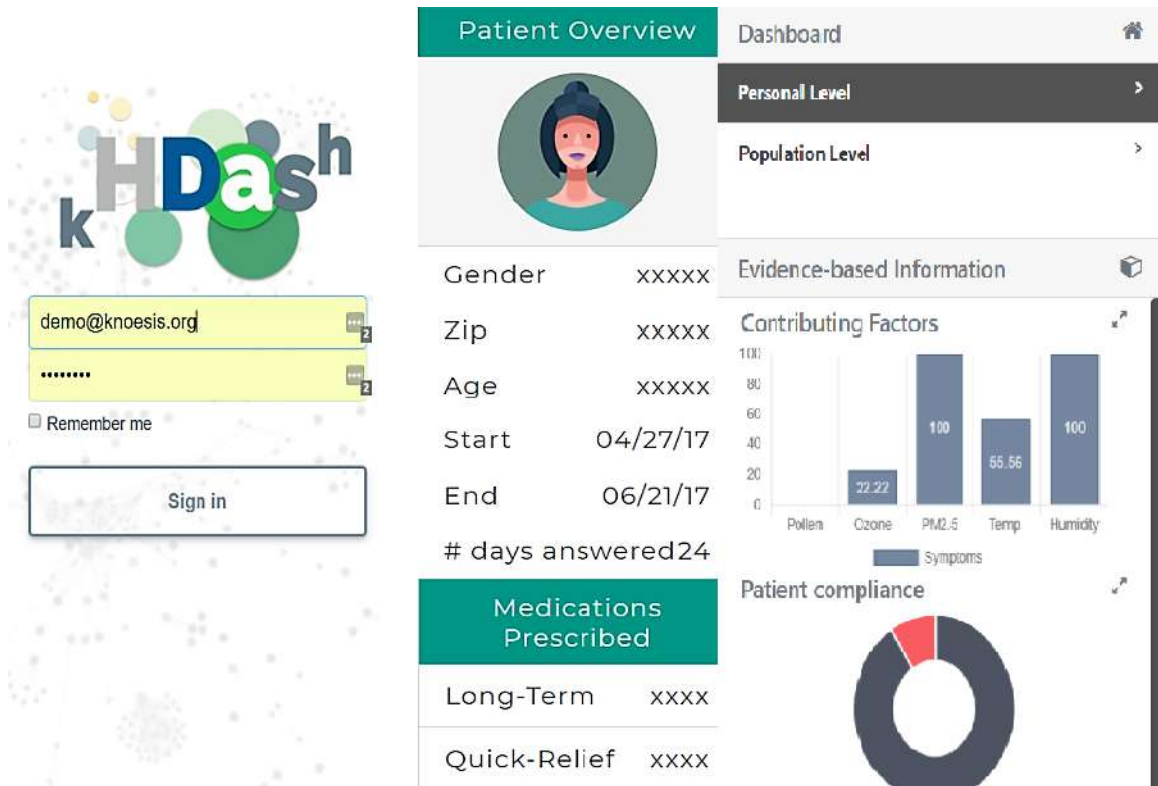 kHDash
demo@knoesis.org
2
••••••••
2
Remember me
Sign in
Patient Overview
Gender xxxxx
Zip xxxxx
Age xxxxx
Start 04/27/17
End 06/21/17
# days answered24
Medications
Prescribed
Long-Term xxxx
Quick-Relief xxxx
Dashboard
Personal Level
Population Level
Evidence-based Information
Contributing Factors
100
80
60
40
20
0
22.22
100
55.56
100
Pollen Ozone PM2.5 Temp Humidity
Symptoms
Patient compliance